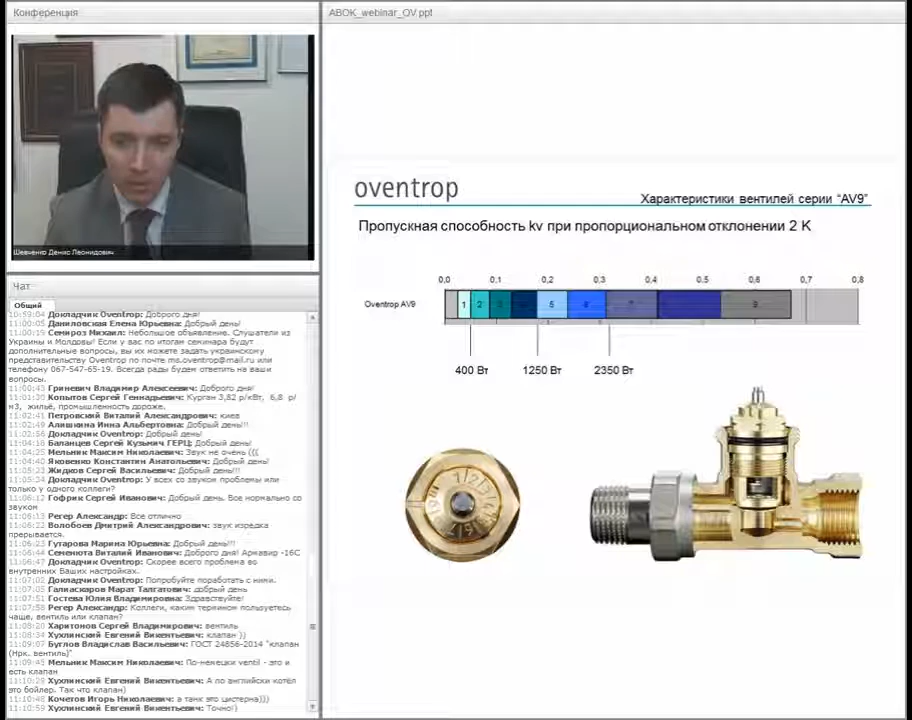 Конференция
Шевченко Денис Леонидович
Чат
Общий
10:59:04 Докладчик Oventrop: Доброго дня!
11:00:05 Даниловская Елена Юрьевна: Добрый день!
11:00:19 Семироз Михаил: Небольшое объявление. Слушатели из
Украины и Молдовы! Если у вас по итогам семинара будут
дополнительные вопросы, вы их можете задать украинскому
представительству Oventrop по почте ms.oventrop@mail.ru или
телефону 067-547-65-19. Всегда рады будем ответить на ваши
вопросы.
11:00:43 Гриневич Владимир Алексеевич: Доброго дня!
11:01:30 Копытов Сергей Геннадьевич: Курган 3,82 р/кВт, 6,8 р/
м3, жильё, промышленность дороже.
11:02:41 Петровский Виталий Александрович: киев
11:02:49 Алишкина Инна Альбертовна: Добрый день!!!
11:02:56 Докладчик Oventrop: Добрый день!
11:04:18 Баланцев Сергей Кузьмич ГЕРЦ: Добрый день!
11:04:25 Мельник Максим Николаевич: Звук не очень (((
11:04:40 Яковенко Константин Анатольевич: Добрый день!
11:05:23 Жидков Сергей Васильевич: Добрый день!!!
11:05:34 Докладчик Oventrop: У всех со звуком проблемы или
только у одного коллеги?
11:06:12 Гофрик Сергей Иванович: Добрый день. Все нормально со
звуком
11:06:13 Регер Александр: Все отлично
11:06:22 Волобоев Дмитрий Александрович: звук изредка
прерывается.
11:06:23 Гутарова Марина Юрьевна: Добрый день!!!
11:06:44 Семенюта Виталий Иванович: Доброго дня! Армавир -16С
11:06:47 Докладчик Oventrop: Скорее всего проблема во
внутренних Ваших настройках.
11:07:02 Докладчик Oventrop: Попробуйте поработать с ними.
11:07:05 Галиаскаров Марат Талгатович: добрый день
11:07:51 Гостева Юлия Владимировна: Здравствуйте!
11:07:58 Регер Александр: Коллеги, каким термином пользуетесь
чаще, вентиль или клапан?
11:08:20 Харитонов Сергей Владимирович: вентиль
11:08:34 Хухлинский Евгений Викентьевич: клапан ))
11:09:07 Буглов Владислав Васильевич: ГОСТ 24856-2014 "клапан
(Нрк. вентиль)"
11:09:45 Мельник Максим Николаевич: По-немецки ventil - это и
есть клапан
11:10:28 Хухлинский Евгений Викентьевич: А по английски котёл
это бойлер. Так что клапан)
11:10:48 Кочетов Игорь Николаевич: а танк это цистерна)))
11:10:59 Хухлинский Евгений Викентьевич: Точно!)
ABOK_webinar_OV.ppt
oventrop
Характеристики вентилей серии "AV9"
Пропускная способность kv при пропорциональном отклонении 2 K
0,0 0,1 0,2 0,3 0,4 0,5 0,6 0,7 0,8
Oventrop AV9 1 2 3 4 5 6 7 8 9
400 Вт 1250 Вт 2350 Вт